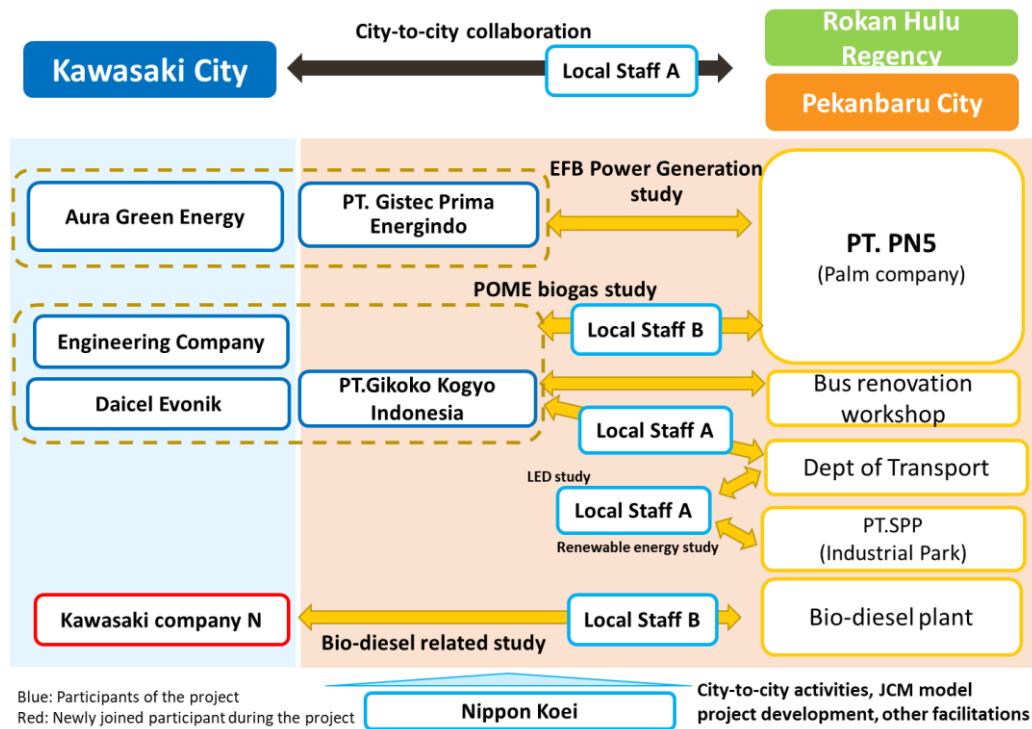 City-to-city collaboration
Kawasaki City
Local Staff A
Rokan Hulu
Regency
Pekanbaru City
EFB Power Generation
study
Aura Green Energy
PT. Gistec Prima
Energindo
PT. PN5
(Palm company)
POME biogas study
Engineering Company
Local Staff B
Daicel Evonik
PT.Gikoko Kogyo
Indonesia
Bus renovation
workshop
Local Staff A
Dept of Transport
LED study
Local Staff A
Renewable energy study
PT.SPP
(Industrial Park)
Kawasaki company N
Local Staff B
Bio-diesel plant
Bio-diesel related study
Blue: Participants of the project
Red: Newly joined participant during the project
Nippon Koei
City-to-city activities, JCM model
project development, other facilitations